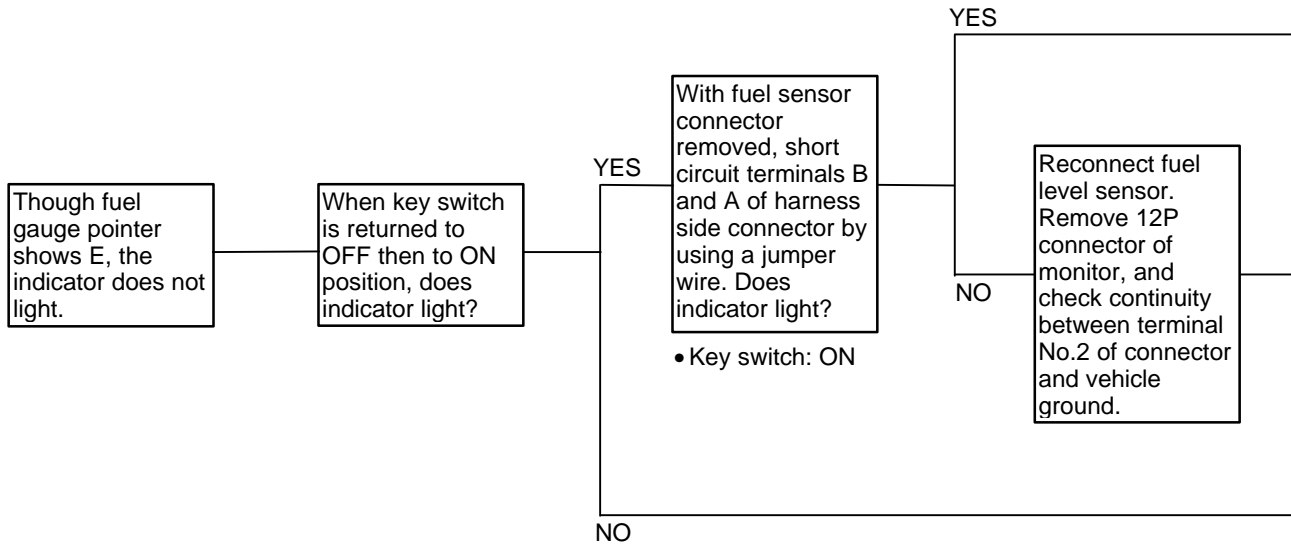 Though fuel
gauge pointer
shows E, the
indicator does not
light.
When key switch
is returned to
OFF then to ON
position, does
indicator light?
YES
NO
With fuel sensor
connector
removed, short
circuit terminals B
and A of harness
side connector by
using a jumper
wire. Does
indicator light?
• Key switch: ON
YES
NO
Reconnect fuel
level sensor.
Remove 12P
connector of
monitor, and
check continuity
between terminal
No.2 of connector
and vehicle
ground.